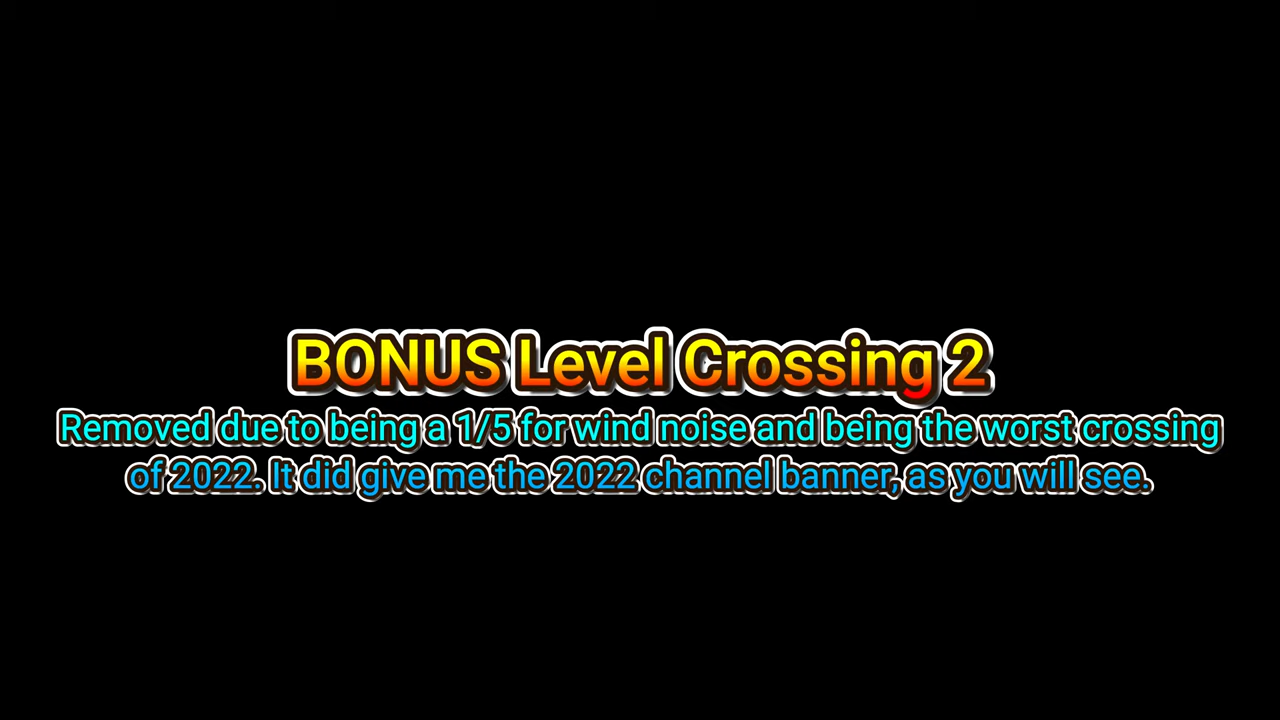 BONUS Level Crossing 2
Removed due to being a 1/5 for wind noise and being the worst crossing
of 2022. It did give me the 2022 channel banner, as you will see.